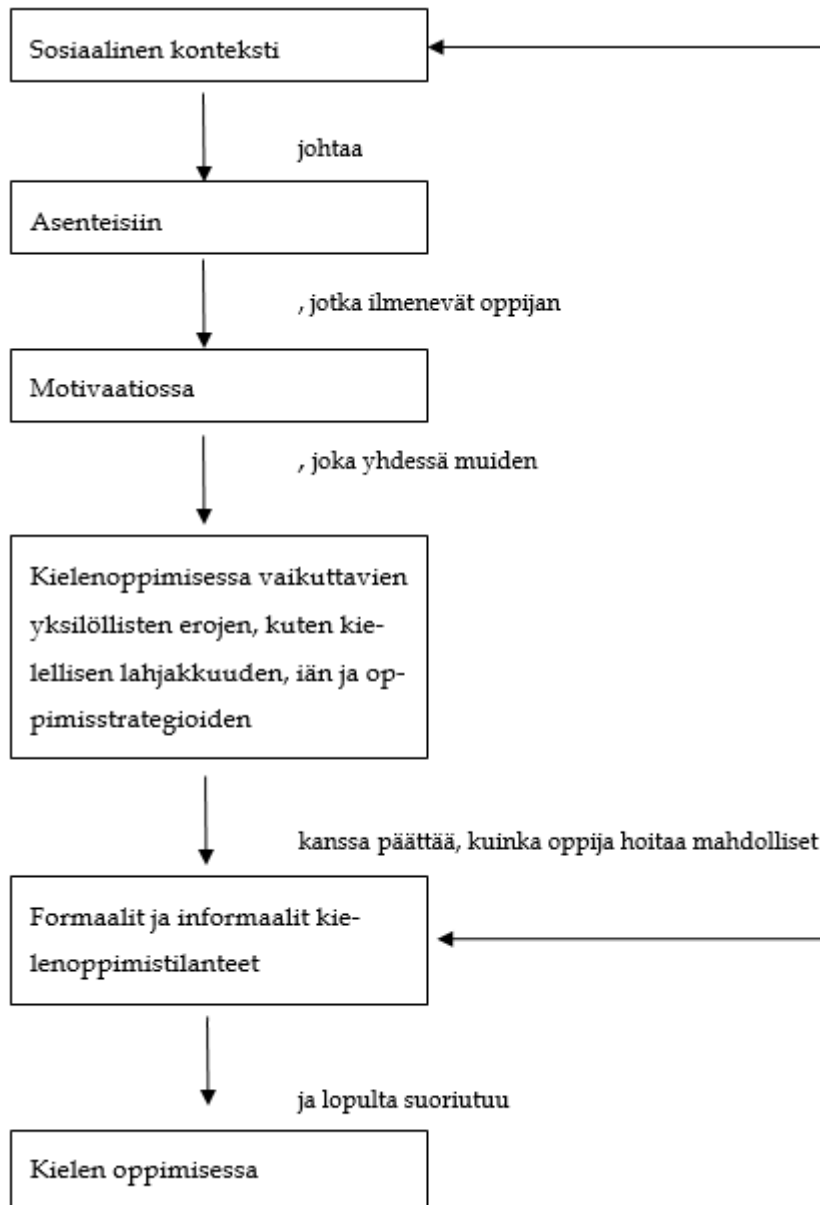 Sosiaalinen konteksti
johtaa
Asenteisiin
, jotka ilmenevät oppijan
Motivaatiossa
, joka yhdessä muiden
Kielenoppimisessa vaikuttavien
yksilöllisten erojen, kuten kie-
lellisen lahjakkuuden, iän ja op-
pimisstrategioiden
kanssa päättää, kuinka oppija hoitaa mahdolliset
Formaalit ja informaalit kie-
lenoppimistilanteet
ja lopulta suoriutuu
Kielen oppimisessa